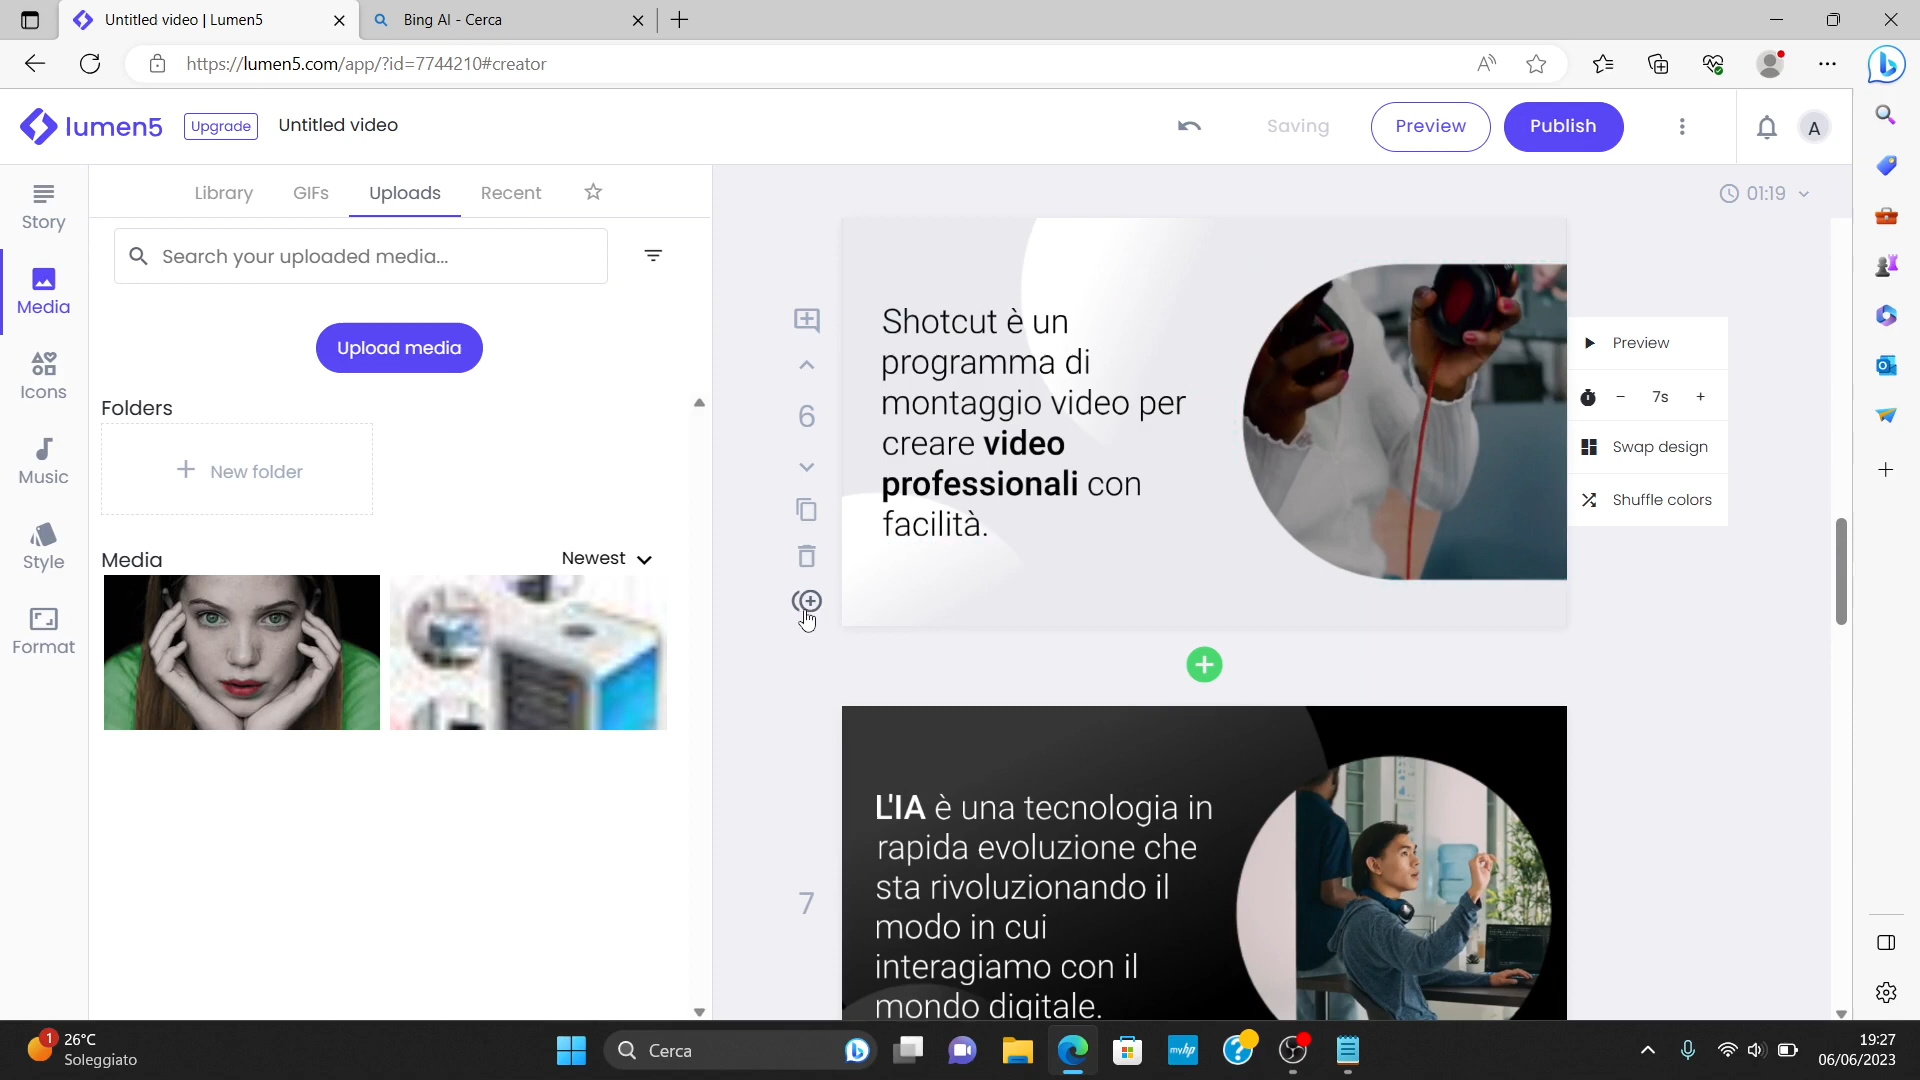 Untitled video | Lumen5
Bing AI - Cerca
https://lumen5.com/app/?id=7744210#creator
lumen5
Upgrade
Untitled video
Saving
Preview
Publish
A
Story
Media
Icons
Music
Style
Format
Library
GIFs
Uploads
Recent
Search your uploaded media...
Upload media
Folders
+ New folder
Media
Newest
01:19
6
Shotcut è un
programma di
montaggio video per
creare video
professionali con
facilità.
Preview
- 7s +
Swap design
Shuffle colors
7
L'IA è una tecnologia in
rapida evoluzione che
sta rivoluzionando il
modo in cui
interagiamo con il
mondo digitale.
1
26°C
Soleggiato
Cerca
myhp
19:27
06/06/2023